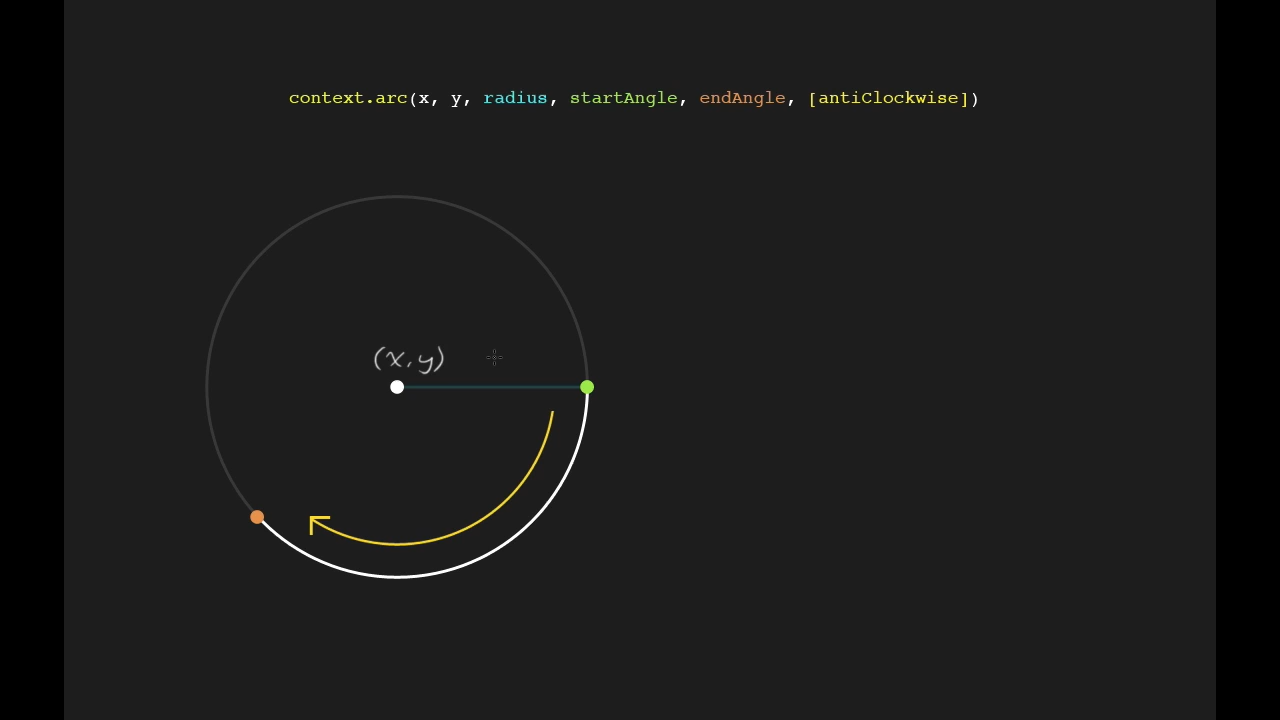 context.arc(x, y, radius, startAngle, endAngle, [antiClockwise])
(x,y)